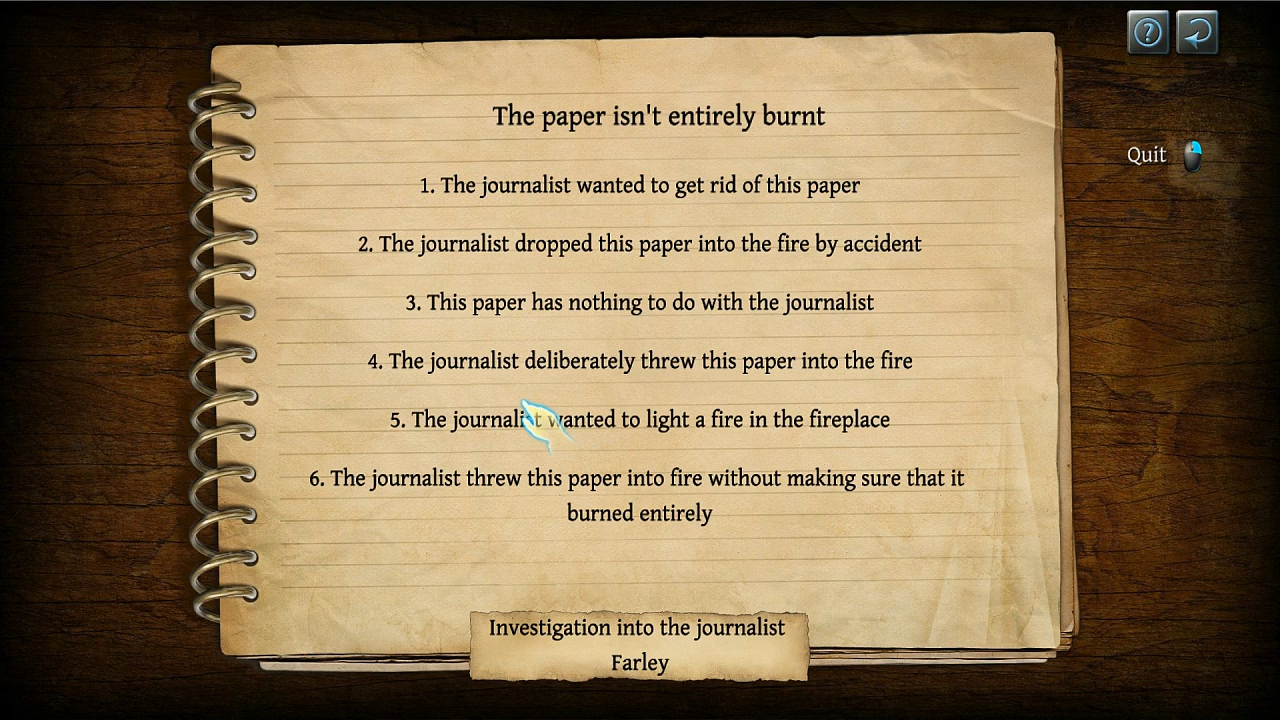 The paper isn't entirely burnt
Quit
1. The journalist wanted to get rid of this paper
2. The journalist dropped this paper into the fire by accident
3. This paper has nothing to do with the journalist
4. The journalist deliberately threw this paper into the fire
5. The journalist wanted to light a fire in the fireplace
6. The journalist threw this paper into fire without making sure that it
burned entirely
Investigation into the journalist
Farley